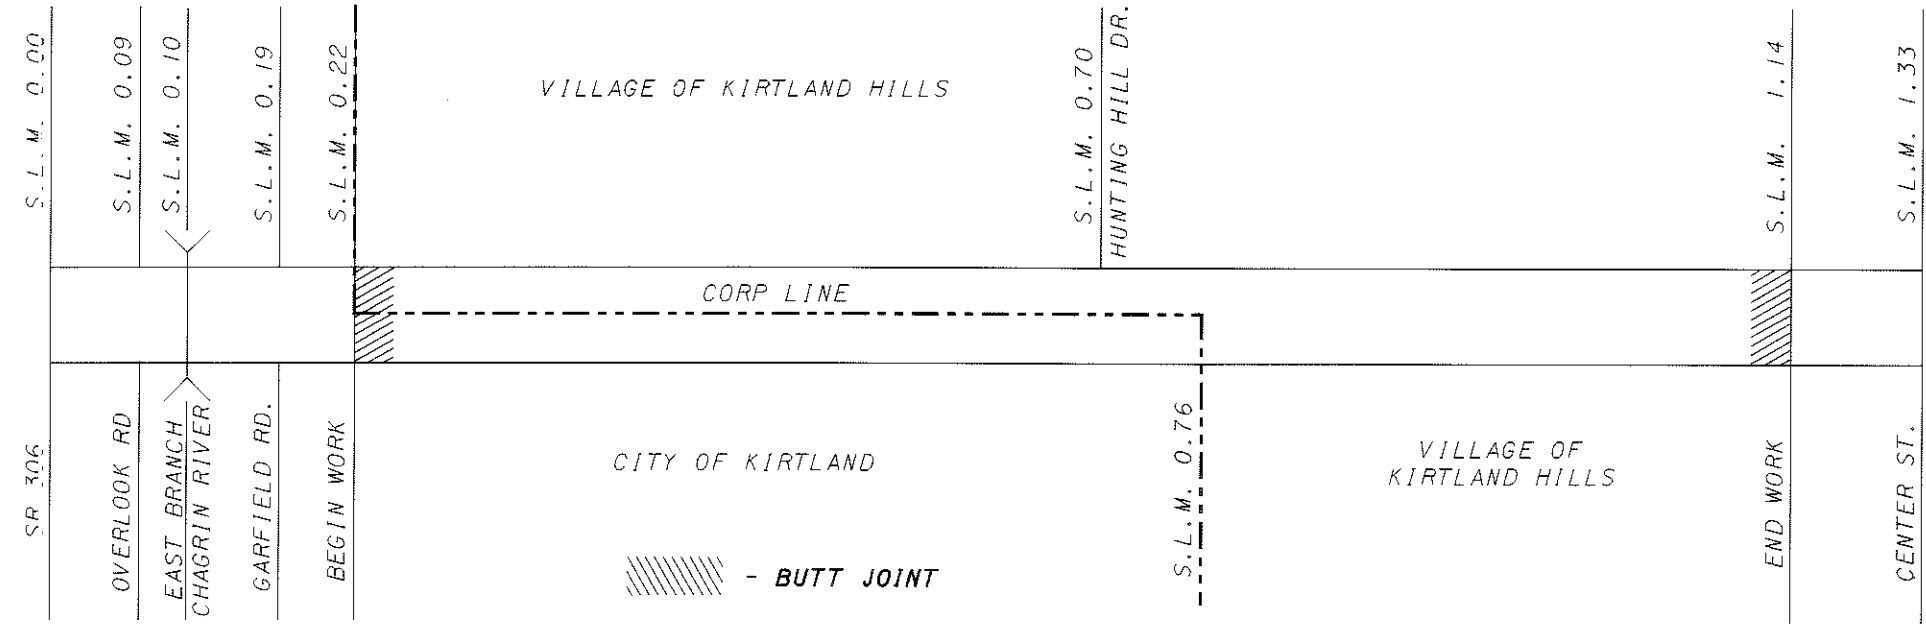 S.L.M. 0.00
S.L.M. 0.09
S.L.M. 0.10
S.L.M. 0.19
S.L.M. 0.22
VILLAGE OF KIRTLAND HILLS
S.L.M. 0.70
HUNTING HILL DR.
S.L.M. 1.14
S.L.M. 1.33
CORP LINE
SR 306
OVERLOOK RD
EAST BRANCH
CHAGRIN RIVER
GARFIELD RD.
BEGIN WORK
CITY OF KIRTLAND
S.L.M. 0.76
VILLAGE OF
KIRTLAND HILLS
END WORK
CENTER ST.
- BUTT JOINT